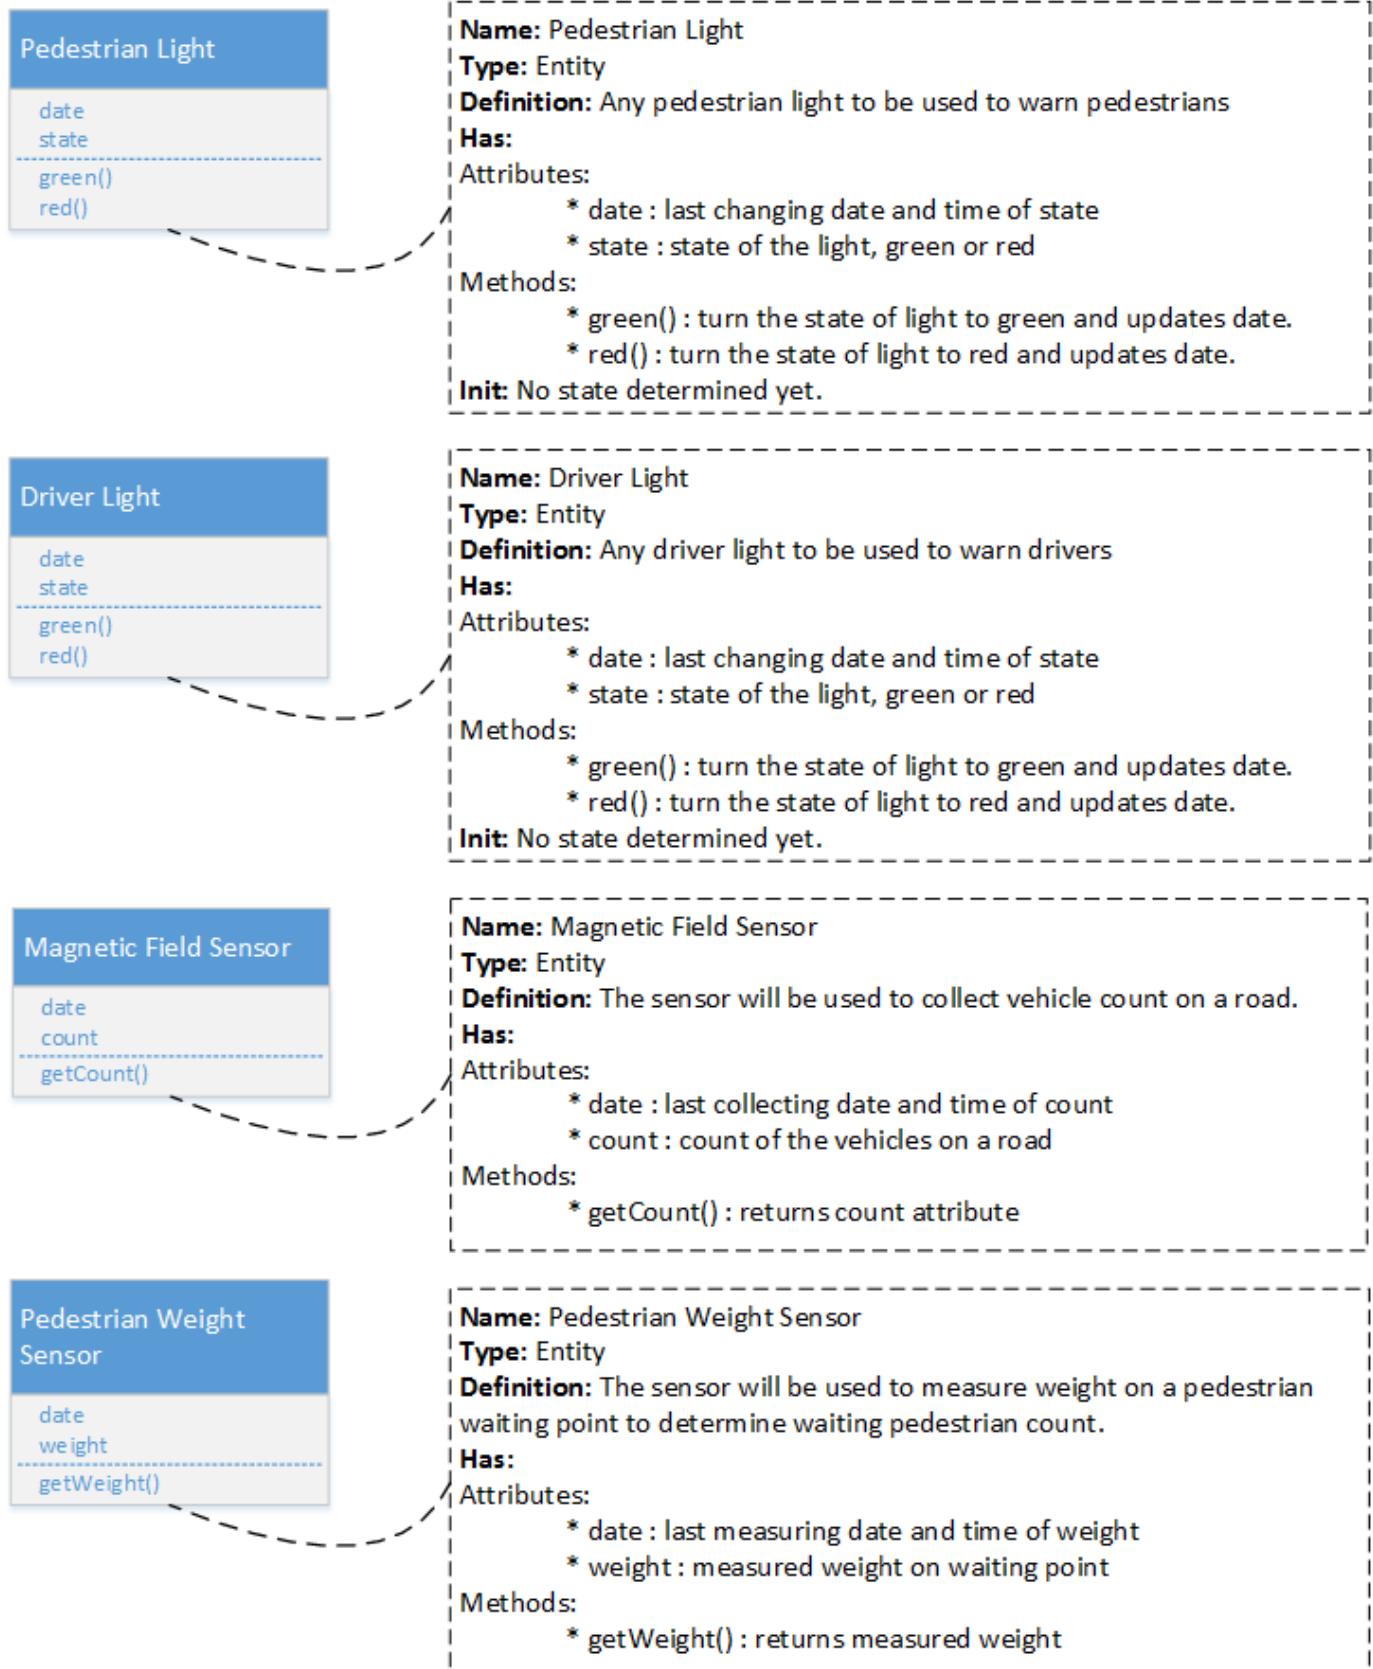 Pedestrian Light
date
state
green()
red()
Name: Pedestrian Light
Type: Entity
Definition: Any pedestrian light to be used to warn pedestrians
Has:
Attributes:
* date : last changing date and time of state
* state : state of the light, green or red
Methods:
* green() : turn the state of light to green and updates date.
* red() : turn the state of light to red and updates date.
Init: No state determined yet.
Driver Light
date
state
green()
red()
Name: Driver Light
Type: Entity
Definition: Any driver light to be used to warn drivers
Has:
Attributes:
* date : last changing date and time of state
* state : state of the light, green or red
Methods:
* green() : turn the state of light to green and updates date.
* red() : turn the state of light to red and updates date.
Init: No state determined yet.
Magnetic Field Sensor
date
count
getCount()
Name: Magnetic Field Sensor
Type: Entity
Definition: The sensor will be used to collect vehicle count on a road.
Has:
Attributes:
* date : last collecting date and time of count
* count : count of the vehicles on a road
Methods:
* getCount() : returns count attribute
Pedestrian Weight
Sensor
date
weight
getWeight()
Name: Pedestrian Weight Sensor
Type: Entity
Definition: The sensor will be used to measure weight on a pedestrian
waiting point to determine waiting pedestrian count.
Has:
Attributes:
* date : last measuring date and time of weight
* weight : measured weight on waiting point
Methods:
* getWeight() : returns measured weight